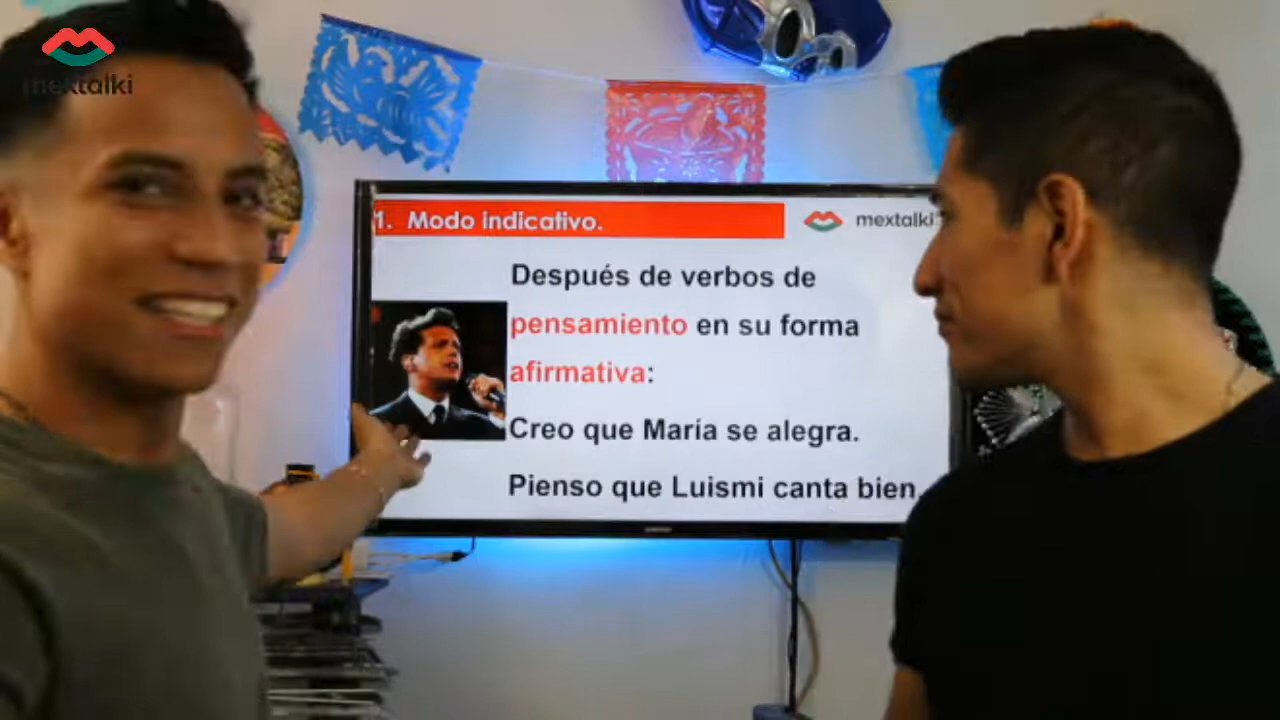 mextalki
1. Modo indicativo.
mextalki
Después de verbos de
pensamiento en su forma
afirmativa:
Creo que María se alegra.
Pienso que Luismi canta bien.